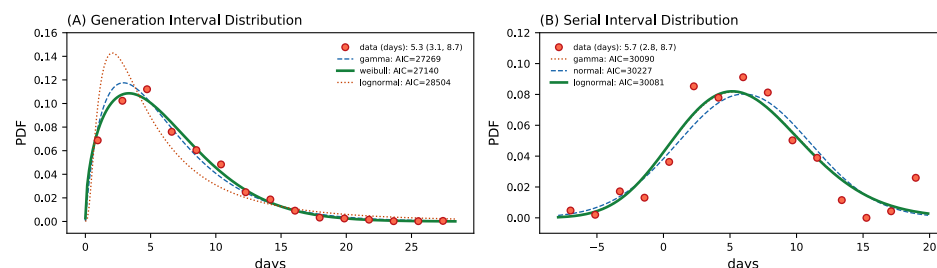 (A) Generation Interval Distribution
PDF
0.16
0.14
0.12
0.10
0.08
0.06
0.04
0.02
0.00
data (days): 5.3 (3.1, 8.7)
gamma: AIC=27269
weibull: AIC=27140
lognormal: AIC=28504
0 5 10 15 20 25
days
(B) Serial Interval Distribution
PDF
0.12
0.10
0.08
0.06
0.04
0.02
0.00
data (days): 5.7 (2.8, 8.7)
gamma: AIC=30090
normal: AIC=30227
lognormal: AIC=30081
−5 0 5 10 15 20
days